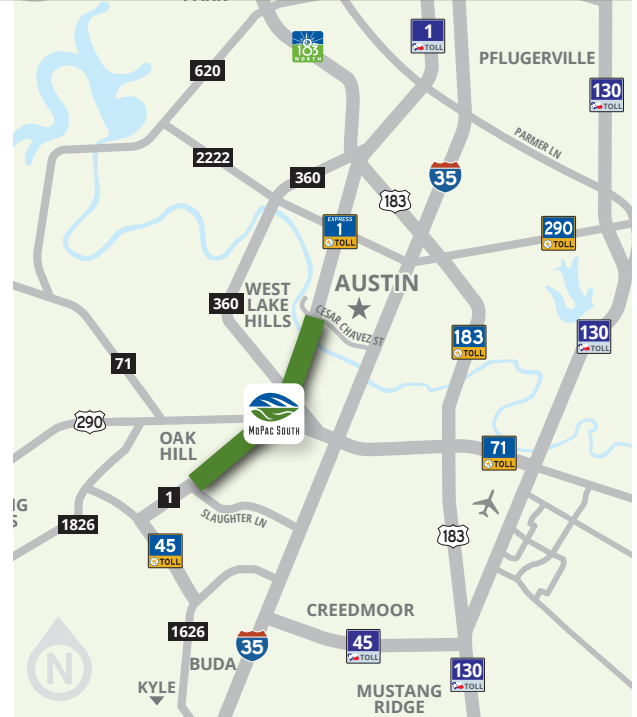 183
NORTH
1
TOLL
620
PFLUGERVILLE
130
TOLL
PARMER LN
2222
360
35
183
EXPRESS
1
TOLL
290
TOLL
AUSTIN
WEST
LAKE
HILLS
360
CESAR CHAVEZ ST
130
TOLL
183
TOLL
71
290
MOPAC SOUTH
OAK
HILL
71
TOLL
1
SLAUGHTER LN
1826
183
45
TOLL
CREEDMOOR
1626
35
45
TOLL
N
BUDA
130
TOLL
KYLE
MUSTANG
RIDGE